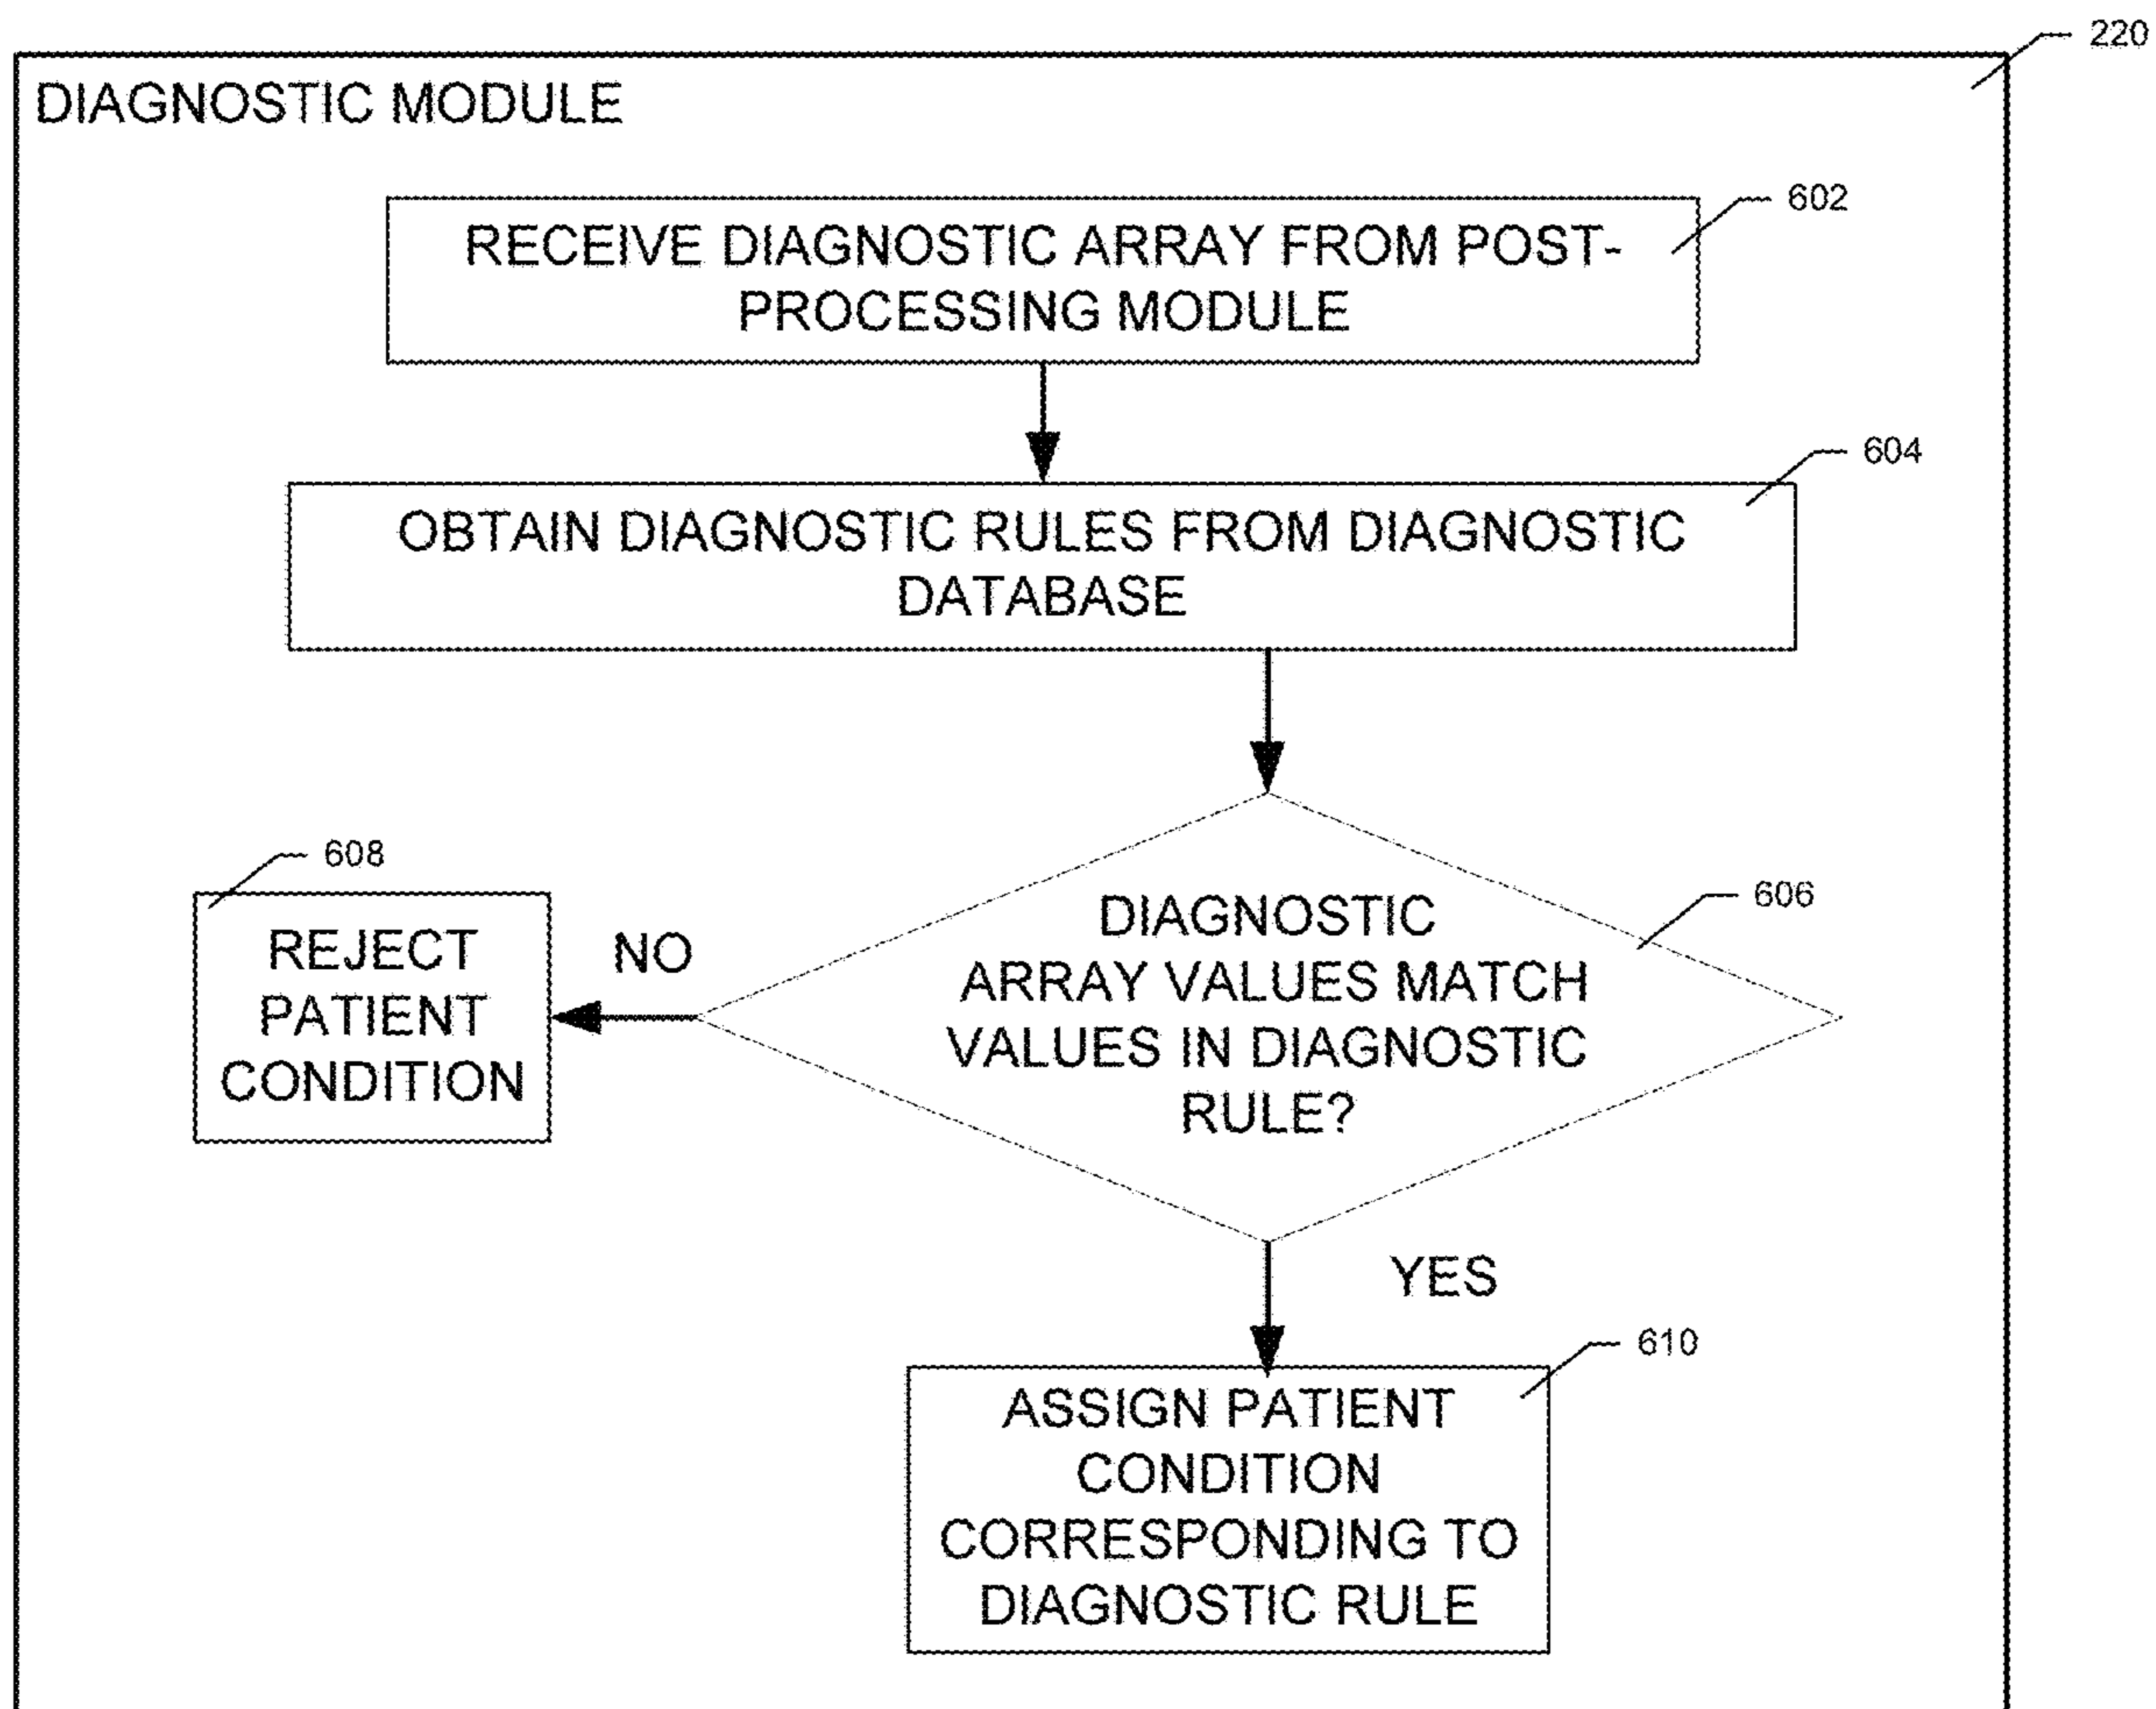 220
DIAGNOSTIC MODULE
602
RECEIVE DIAGNOSTIC ARRAY FROM POST-
PROCESSING MODULE
604
OBTAIN DIAGNOSTIC RULES FROM DIAGNOSTIC
DATABASE
608
REJECT
PATIENT
CONDITION
NO
606
DIAGNOSTIC
ARRAY VALUES MATCH
VALUES IN DIAGNOSTIC
RULE?
YES
610
ASSIGN PATIENT
CONDITION
CORRESPONDING TO
DIAGNOSTIC RULE